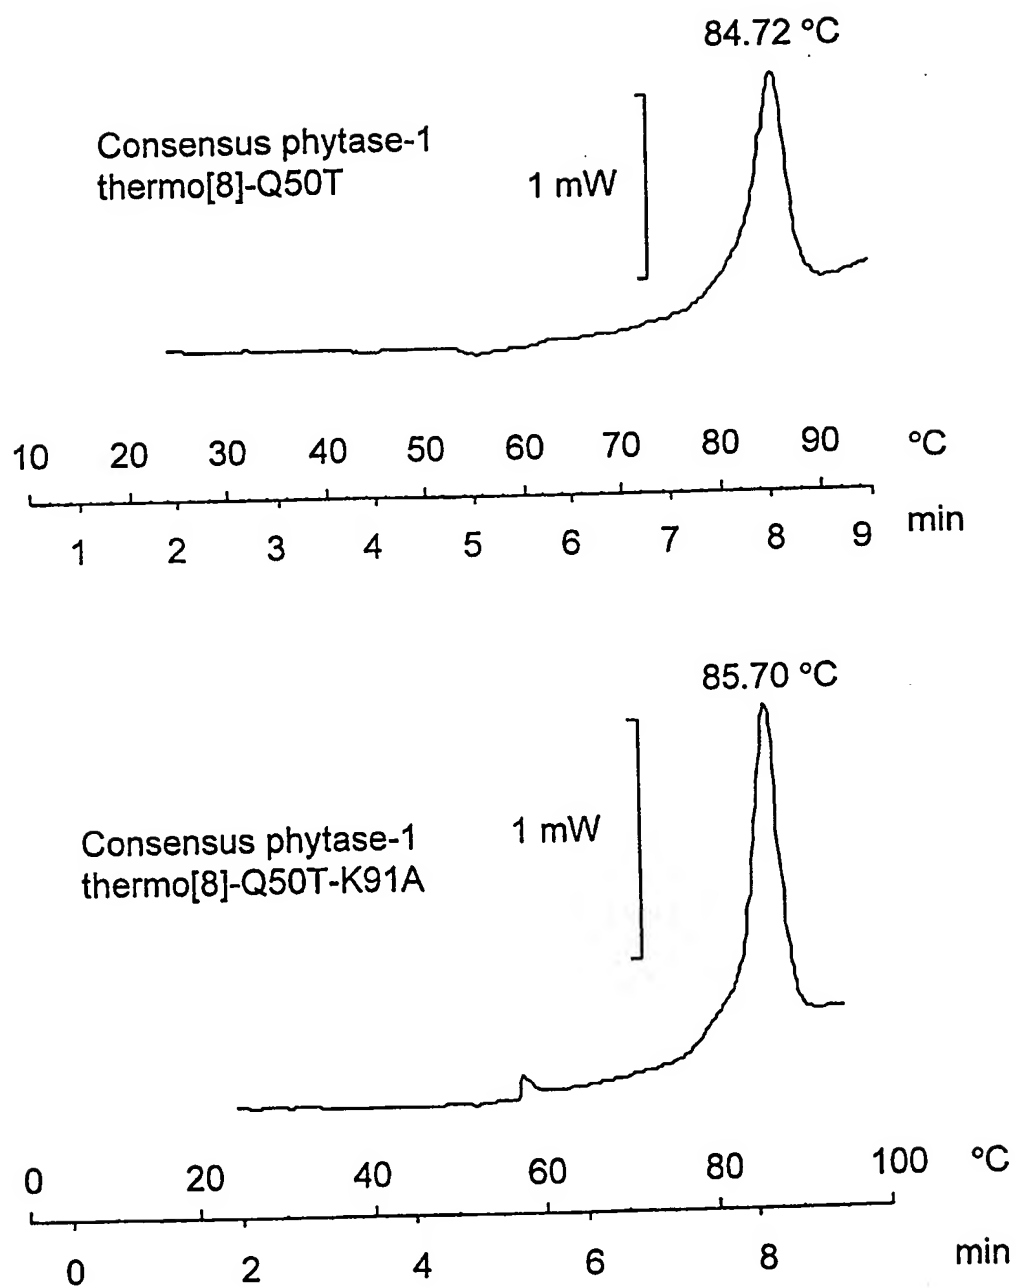 84.72 °C
Consensus phytase-1
thermo[8]-Q50T
1 mW
10 20 30 40 50 60 70 80 90 °C
1 2 3 4 5 6 7 8 9 min
85.70 °C
Consensus phytase-1
thermo[8]-Q50T-K91A
1 mW
0 20 40 60 80 100 °C
0 2 4 6 8 min